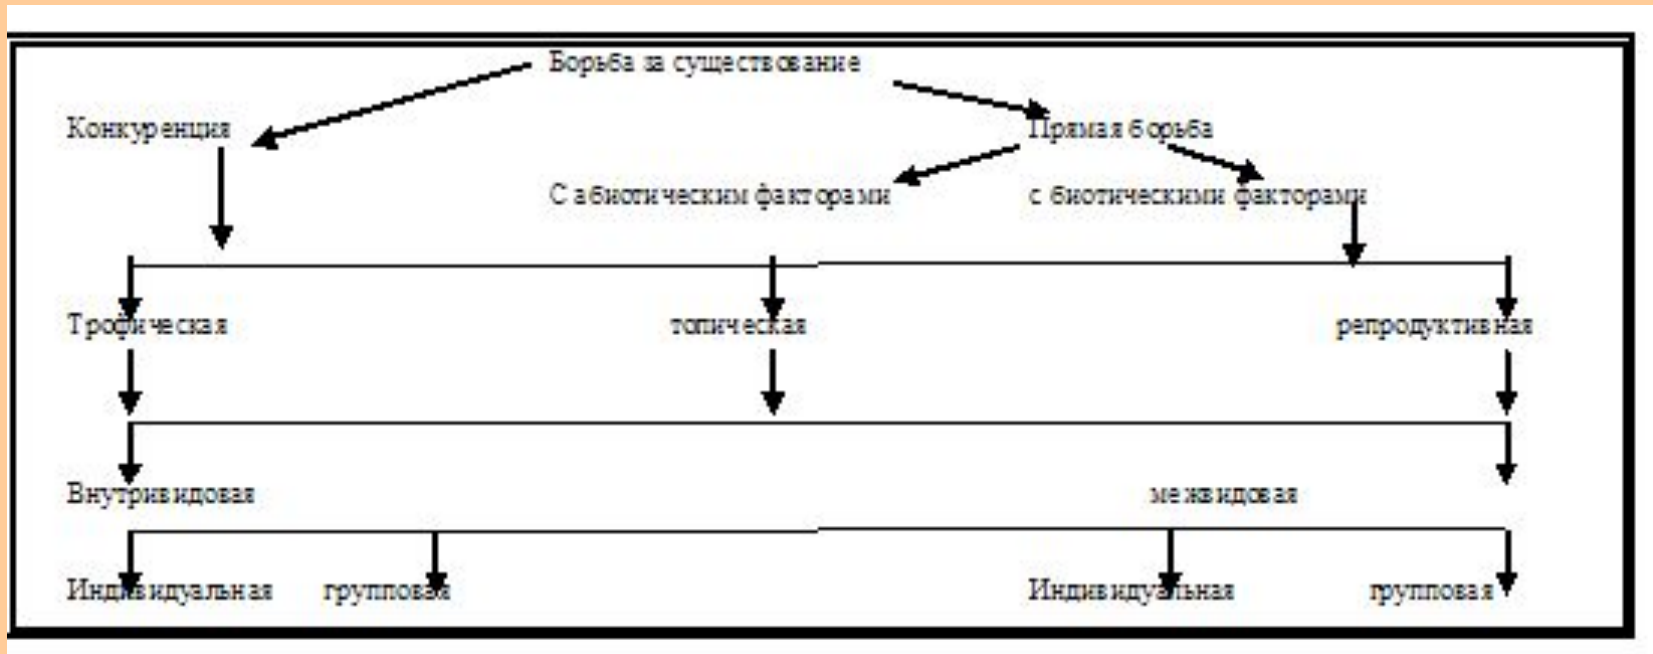 Борьба за существование
Конкуренция Прямая борьба
С абиотическим факторами с биотическими факторами
Трофическая топическая репродуктивная
Внутривидовая межвидовая
Индивидуальная групповая Индивидуальная групповая